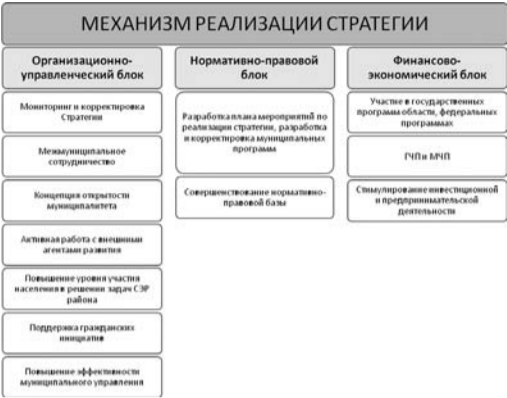 МЕХАНИЗМ РЕАЛИЗАЦИИ СТРАТЕГИИ
Организационно-
управленческий блок
Мониторинг и корректировка
Стратегии
Межмуниципальное
сотрудничество
Концепция открытости
муниципалитета
Активная работа с внешними
агентами развития
Повышение уровня участия
населения в решении задач СЭР
района
Поддержка гражданских
инициатив
Повышение эффективности
муниципального управления
Нормативно-правовой
блок
Разработка плана мероприятий по
реализации стратегии, разработка
и корректировка муниципальных
программ
Совершенствование нормативно-
правовой базы
Финансово-
экономический блок
Участие в государственных
программ области, федеральных
программах
ГЧП и МЧП
Стимулирование инвестиционной
и предпринимательской
деятельности